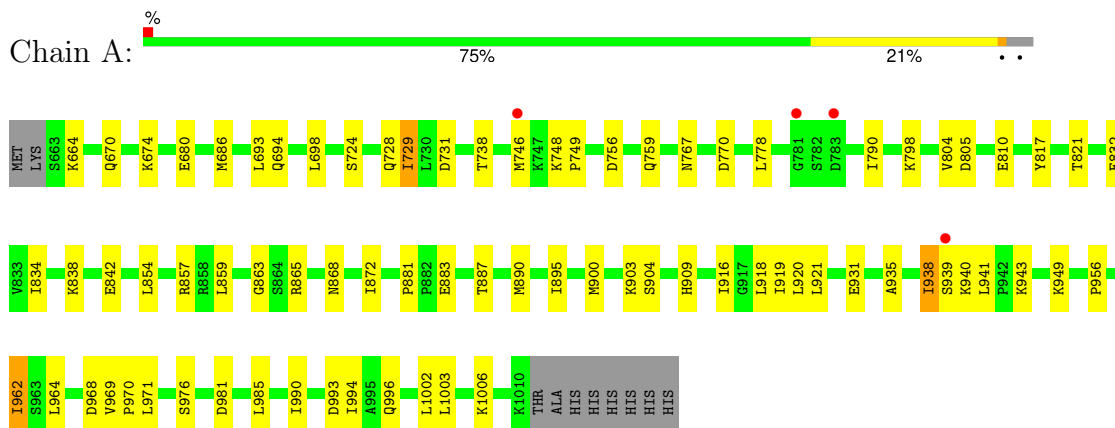 %
Chain A:
75% 21% • •
MET LYS S663 K664 Q670 K674 E680 M686 L693 Q694 L698 S724 Q728 I729 L730 D731 T738 M746 K747 K748 P749 D756 Q759 N767 D770 L778 G781 S782 D783 I790 K798 V804 D805 E810 Y817 T821
V833 I834 K838 E842 L854 R857 R858 L859 G863 S864 R865 N868 I872 P881 P882 E883 T887 M890 I895 M900 K903 S904 H909 I916 G917 L918 I919 L920 L921 E931 A935 I938 S939 K940 L941 P942 K943 K949 P956
I962 S963 L964 D968 V969 P970 L971 S976 D981 L985 I990 D993 I994 A995 Q996 L1002 L1003 K1006 K1010 THR ALA HIS HIS HIS HIS HIS HIS